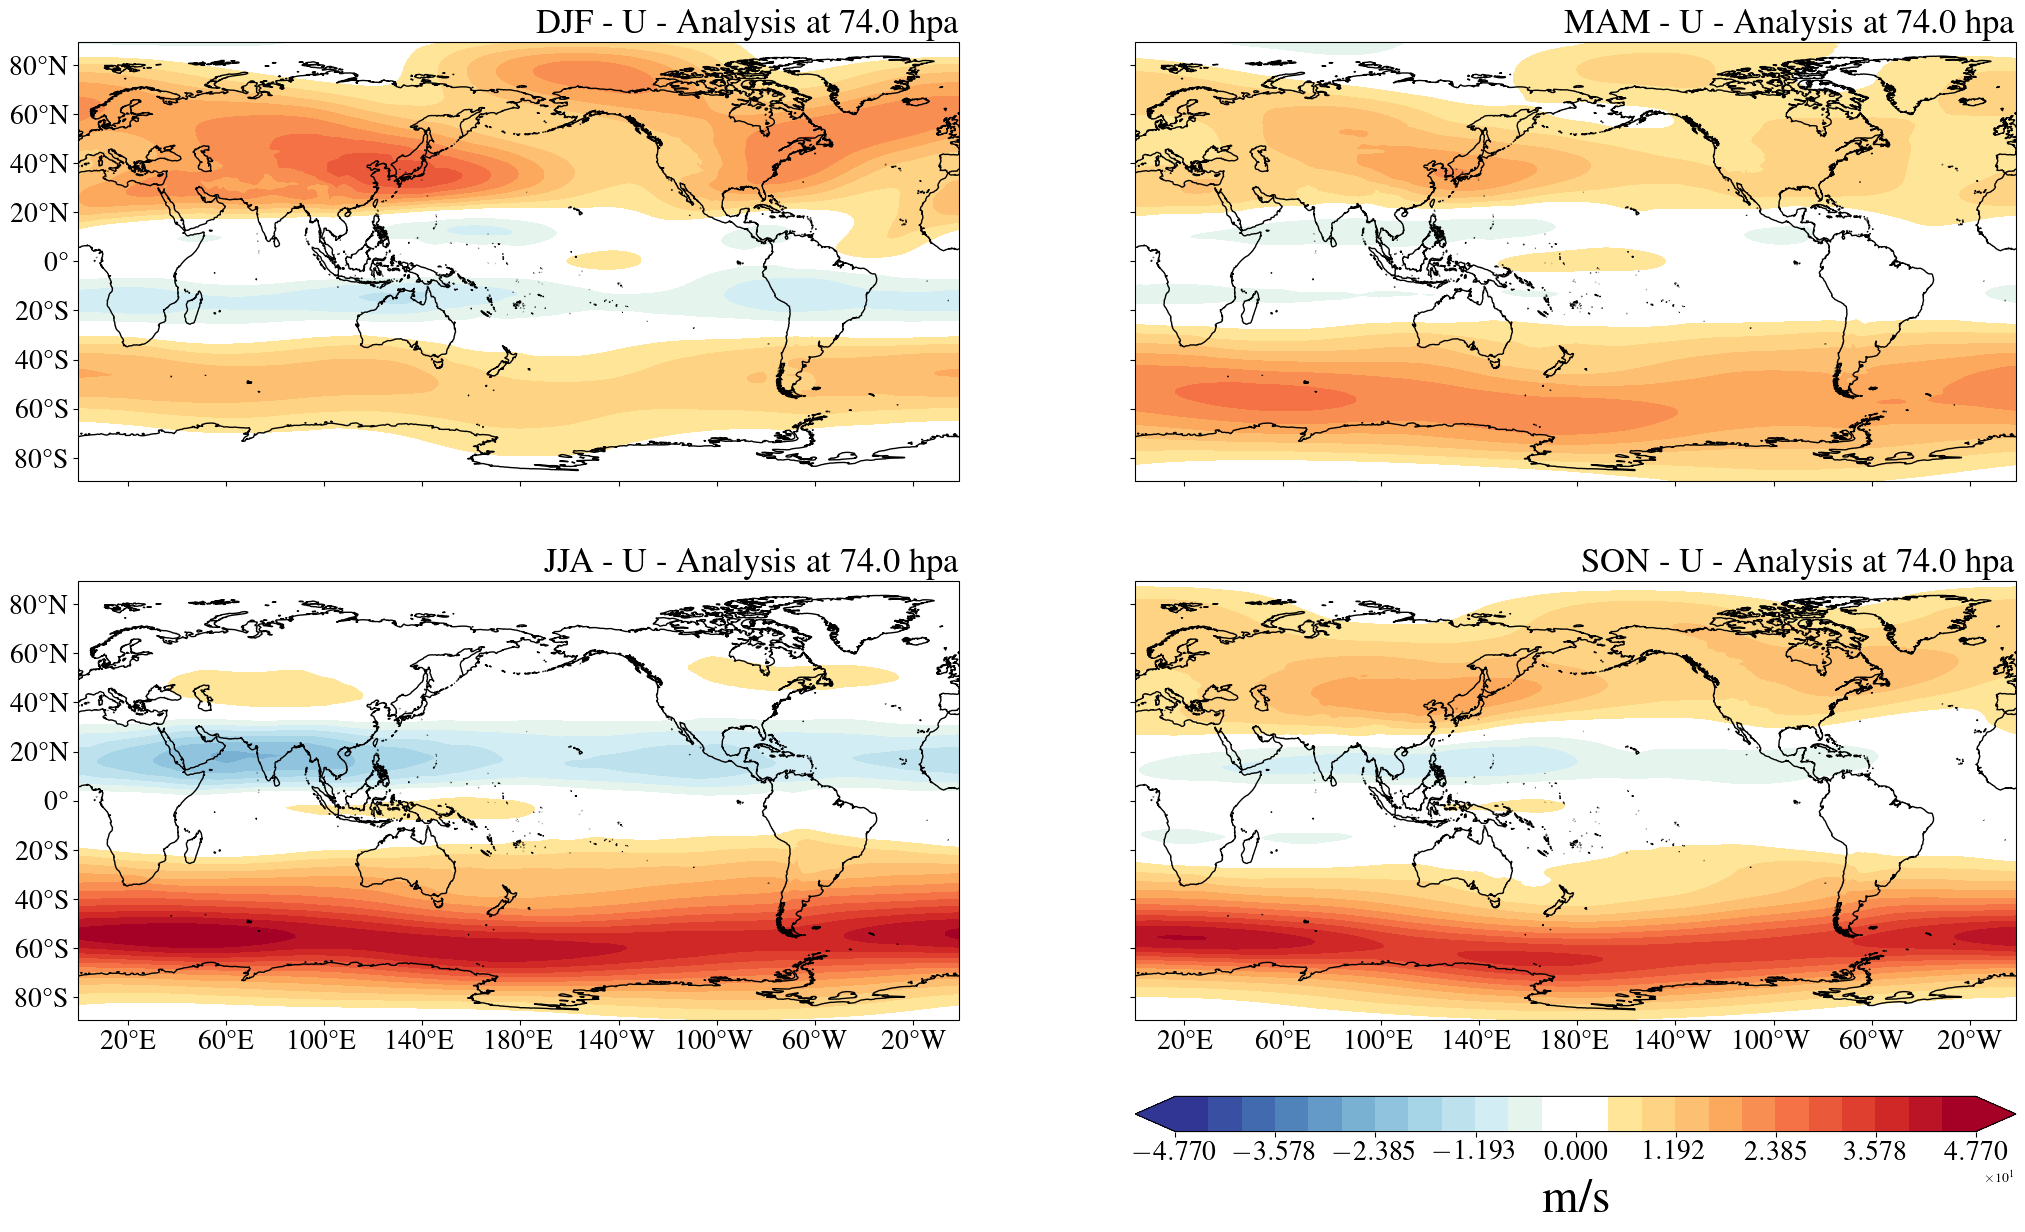 DJF - U - Analysis at 74.0 hpa
MAM - U - Analysis at 74.0 hpa
80°N
60°N
40°N
20°N
0°
20°S
40°S
60°S
80°S
JJA - U - Analysis at 74.0 hpa
SON - U - Analysis at 74.0 hpa
80°N
60°N
40°N
20°N
0°
20°S
40°S
60°S
80°S
20°E 60°E 100°E 140°E 180°E 140°W 100°W 60°W 20°W
20°E 60°E 100°E 140°E 180°E 140°W 100°W 60°W 20°W
−4.770 −3.578 −2.385 −1.193 0.000 1.192 2.385 3.578 4.770
×10¹
m/s